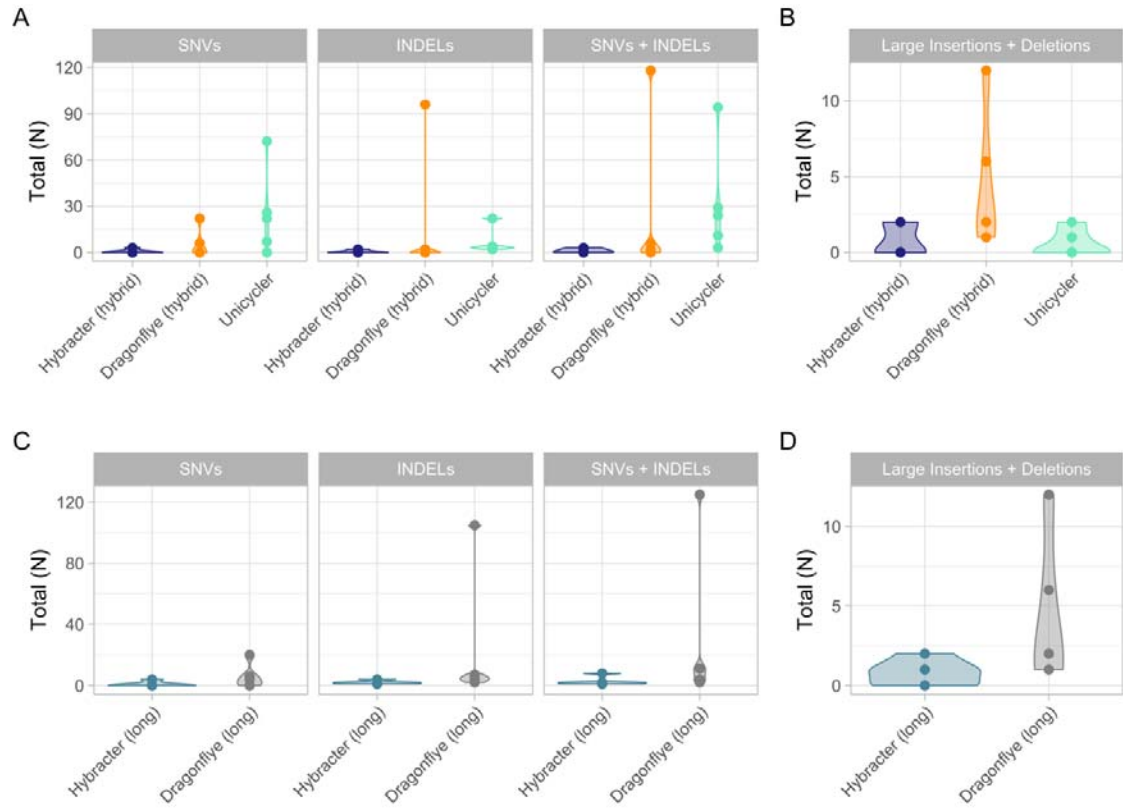 A
B
SNVs
INDELs
SNVs + INDELs
Large Insertions + Deletions
Total (N)
120
90
60
30
0
Total (N)
10
5
0
Hybracter (hybrid)
Dragonflye (hybrid)
Unicycler
Hybracter (hybrid)
Dragonflye (hybrid)
Unicycler
Hybracter (hybrid)
Dragonflye (hybrid)
Unicycler
Hybracter (hybrid)
Dragonflye (hybrid)
Unicycler
C
D
SNVs
INDELs
SNVs + INDELs
Large Insertions + Deletions
Total (N)
120
80
40
0
Total (N)
10
5
0
Hybracter (long)
Dragonflye (long)
Hybracter (long)
Dragonflye (long)
Hybracter (long)
Dragonflye (long)
Hybracter (long)
Dragonflye (long)